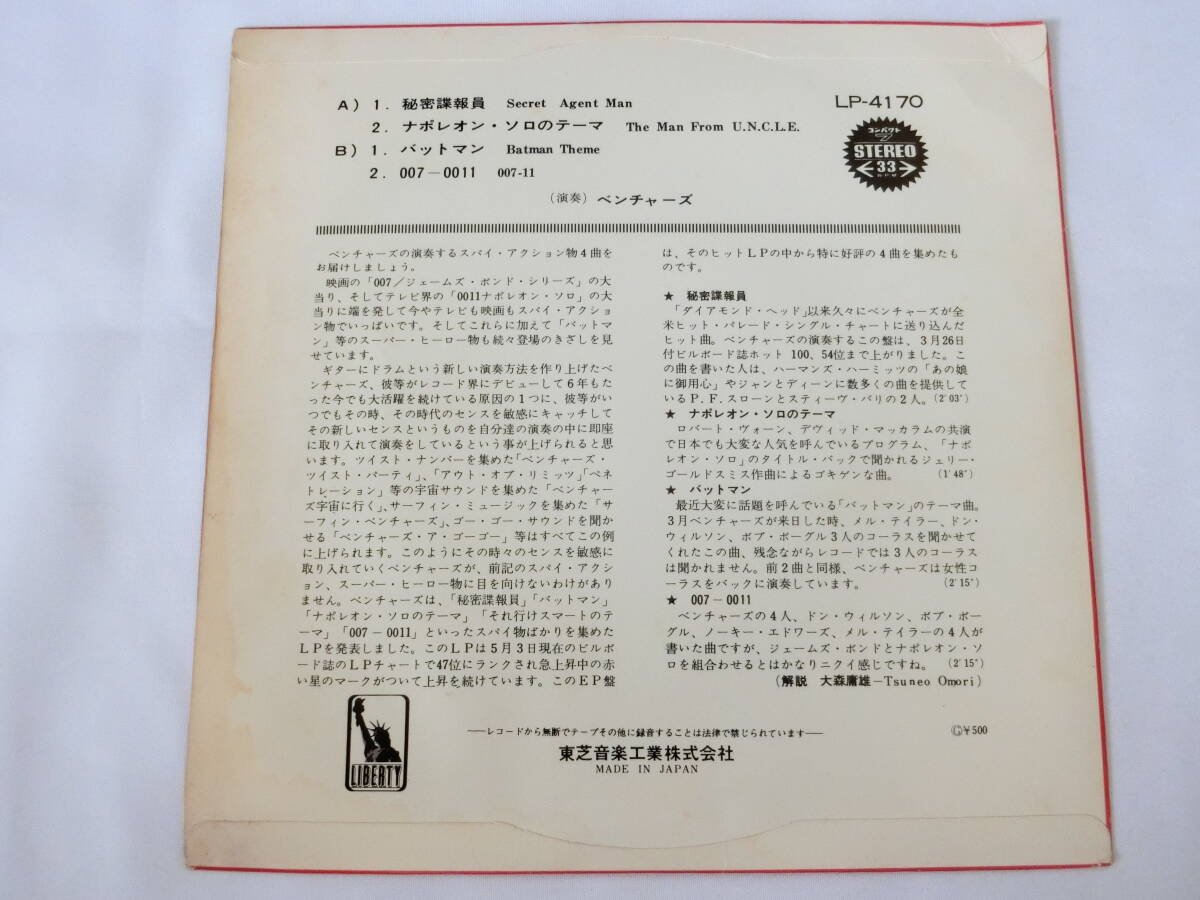 A) 1. 秘密諜報員 Secret Agent Man
2. ナポレオン・ソロのテーマ The Man From U.N.C.L.E.
B) 1. バットマン Batman Theme
2. 007－0011 007-11
(演奏) ベンチャーズ
LP-4170
コンパクト
7
STEREO
33
RPM
ベンチャーズの演奏するスパイ・アクション物4曲を
お届けしましょう。
映画の「007／ジェームズ・ボンド・シリーズ」の大
当り、そしてテレビ界の「0011ナポレオン・ソロ」の大
当りに端を発して今やテレビも映画もスパイ・アクショ
ン物でいっぱいです。そしてこれらに加えて「バットマ
ン」等のスーパー・ヒーロー物も続々登場のきざしを見
せています。
ギターにドラムという新しい演奏方法を作り上げたベ
ンチャーズ、彼等がレコード界にデビューして6年もた
った今でも大活躍を続けている原因の1つに、彼等がい
つでもその時、その時代のセンスを敏感にキャッチして
その新しいセンスというものを自分達の演奏の中に即座
に取り入れて演奏をしているという事が上げられると思
います。ツイスト・ナンバーを集めた「ベンチャーズ・
ツイスト・パーティ」、「アウト・オブ・リミッツ」「ペネ
トレーション」等の宇宙サウンドを集めた「ベンチャー
ズ宇宙に行く」、サーフィン・ミュージックを集めた「サ
ーフィン・ベンチャーズ」、ゴー・ゴー・サウンドを聞か
せる「ベンチャーズ・ア・ゴーゴー」等はすべてこの例
に上げられます。このようにその時々のセンスを敏感に
取り入れていくベンチャーズが、前記のスパイ・アクシ
ョン、スーパー・ヒーロー物に目を向けないわけがあり
ません。ベンチャーズは、「秘密諜報員」「バットマン」
「ナポレオン・ソロのテーマ」「それ行けスマートのテ
ーマ」「007－0011」といったスパイ物ばかりを集めた
LPを発表しました。このLPは5月3日現在のビルボ
ード誌のLPチャートで47位にランクされ急上昇中の赤
い星のマークがついて上昇を続けています。このEP盤
は、そのヒットLPの中から特に好評の4曲を集めたも
のです。
★ 秘密諜報員
「ダイアモンド・ヘッド」以来久々にベンチャーズが全
米ヒット・パレード・シングル・チャートに送り込んだ
ヒット曲。ベンチャーズの演奏するこの盤は、3月26日
付ビルボード誌ホット 100、54位まで上がりました。こ
の曲を書いた人は、ハーマンズ・ハーミッツの「あの娘
に御用心」やジャンとディーンに数多くの曲を提供して
いるP.F.スローンとスティーヴ・バリの2人。(2′03″)
★ ナポレオン・ソロのテーマ
ロバート・ヴォーン、デヴィッド・マッカラムの共演
で日本でも大変な人気を呼んでいるプログラム、「ナポ
レオン・ソロ」のタイトル・バックで聞かれるジェリー・
ゴールドスミス作曲によるゴキゲンな曲。 (1′48″)
★ バットマン
最近大変に話題を呼んでいる「バットマン」のテーマ曲。
3月ベンチャーズが来日した時、メル・テイラー、ドン・
ウィルソン、ボブ・ボーグル3人のコーラスを聞かせて
くれたこの曲、残念ながらレコードでは3人のコーラス
は聞かれません。前2曲と同様、ベンチャーズは女性コ
ーラスをバックに演奏しています。 (2′15″)
★ 007－0011
ベンチャーズの4人、ドン・ウィルソン、ボブ・ボー
グル、ノーキー・エドワーズ、メル・テイラーの4人が
書いた曲ですが、ジェームズ・ボンドとナポレオン・ソ
ロを組合わせるとはかなりニクイ感じですね。(2′15″)
(解説 大森庸雄－Tsuneo Omori)
LIBERTY
──レコードから無断でテープその他に録音することは法律で禁じられています──
東芝音楽工業株式会社
MADE IN JAPAN
Ⓖ¥500